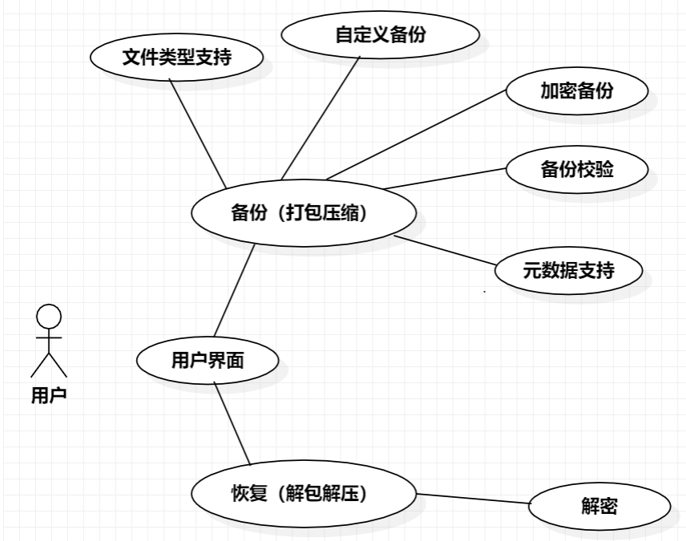 自定义备份
文件类型支持
加密备份
备份校验
备份（打包压缩）
元数据支持
用户界面
用户
恢复（解包解压）
解密